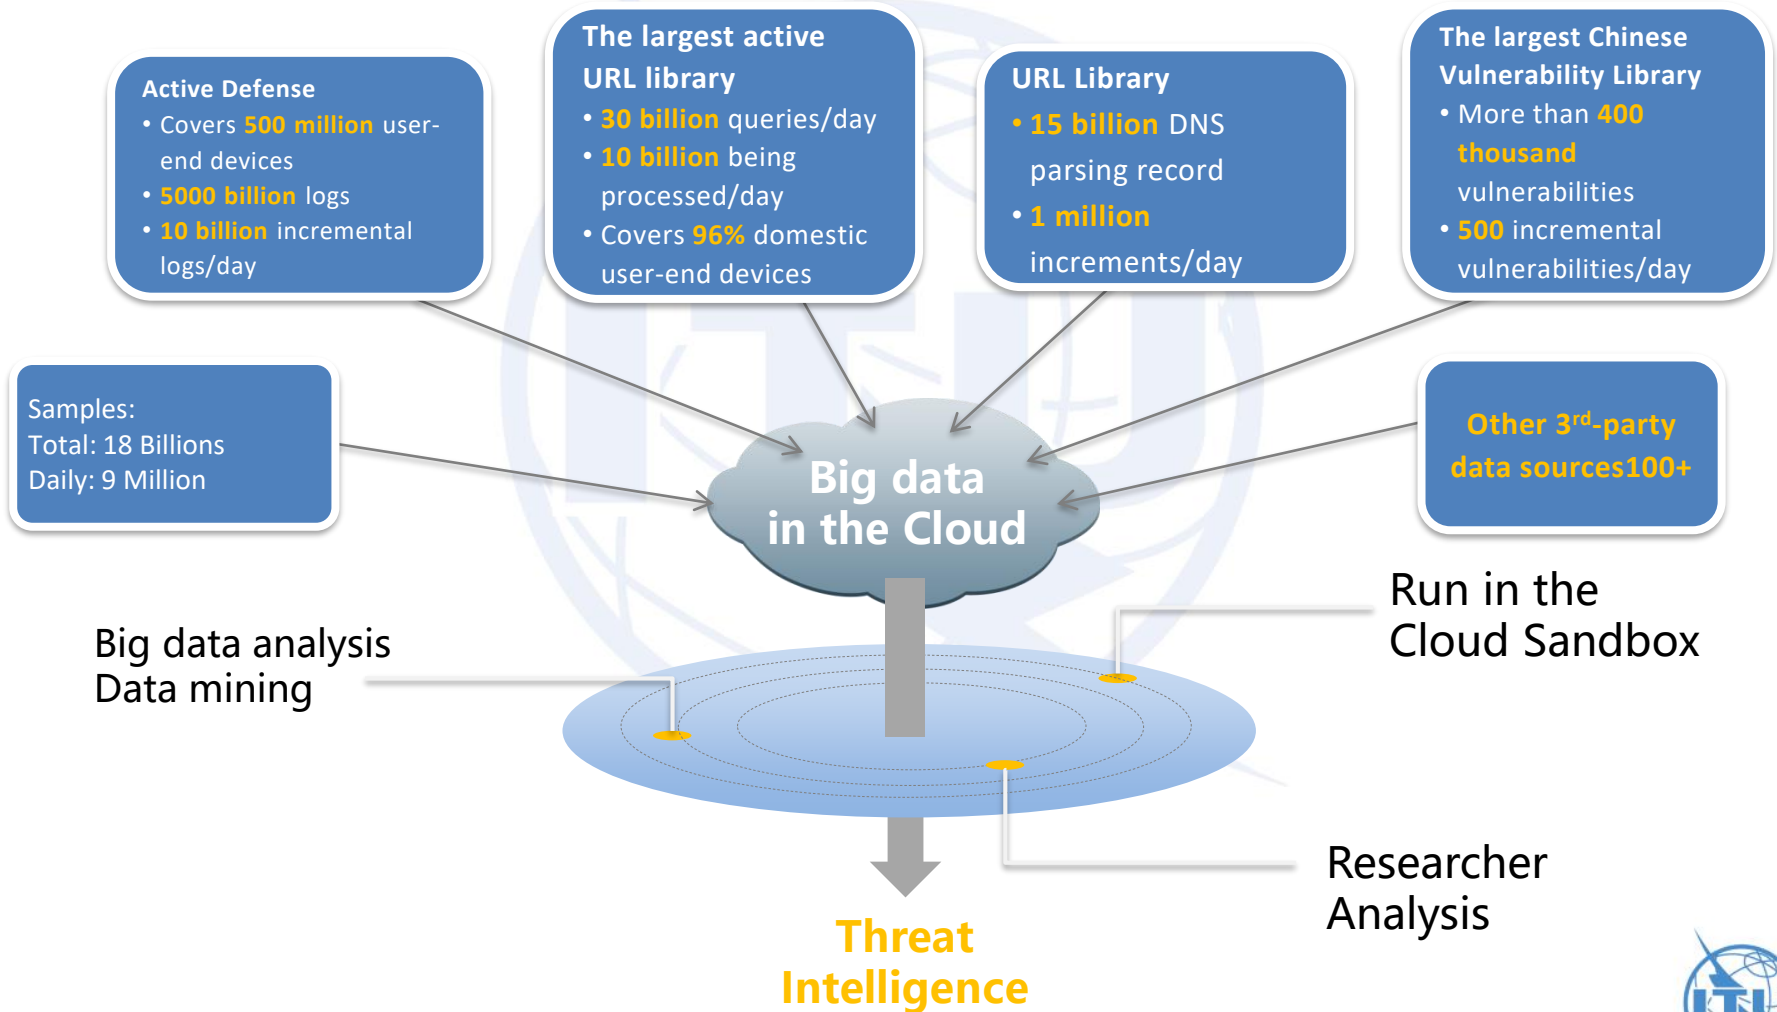 Active Defense
• Covers 500 million user-
end devices
• 5000 billion logs
• 10 billion incremental
logs/day
The largest active
URL library
• 30 billion queries/day
• 10 billion being
processed/day
• Covers 96% domestic
user-end devices
URL Library
• 15 billion DNS
parsing record
• 1 million
increments/day
The largest Chinese
Vulnerability Library
• More than 400
thousand
vulnerabilities
• 500 incremental
vulnerabilities/day
Samples:
Total: 18 Billions
Daily: 9 Million
Other 3rd-party
data sources100+
Big data
in the Cloud
Run in the
Cloud Sandbox
Big data analysis
Data mining
Researcher
Analysis
Threat
Intelligence
ITU
ITU